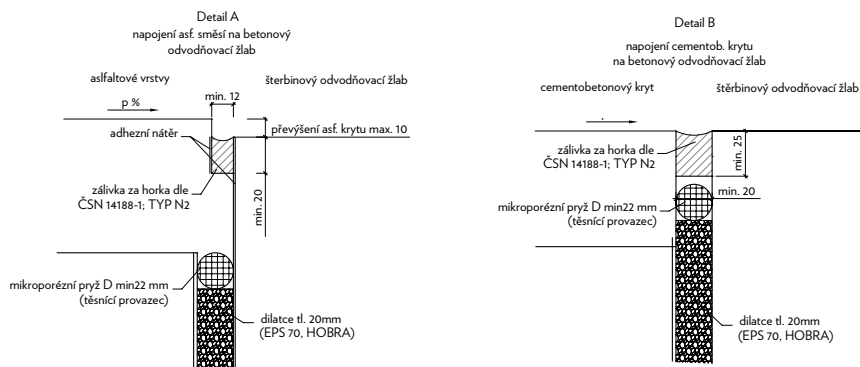 Detail A
napojení asf. směsí na betonový
odvodňovací žlab
aslfaltové vrstvy
min. 12
šterbinový odvodňovací žlab
p %
adhezní nátěr
převýšení asf. krytu max. 10
zálivka za horka dle
ČSN 14188-1; TYP N2
min. 20
mikroporézní pryž D min22 mm
(těsnící provazec)
dilatce tl. 20mm
(EPS 70, HOBRA)
Detail B
napojení cementob. krytu
na betonový odvodňovací žlab
cementobetonový kryt
štěrbinový odvodňovací žlab
zálivka za horka dle
ČSN 14188-1; TYP N2
min. 25
min. 20
mikroporézní pryž D min22 mm
(těsnící provazec)
dilatce tl. 20mm
(EPS 70, HOBRA)